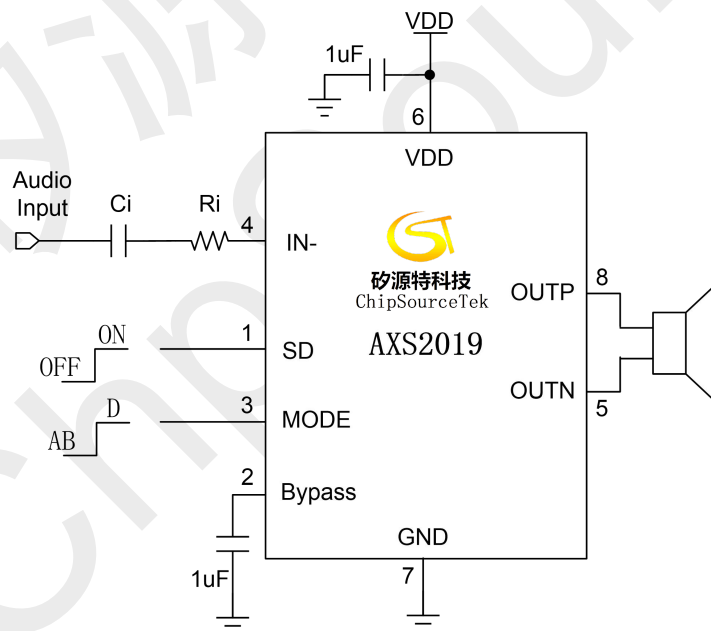 VDD
1uF
6
VDD
Audio
Input
Ci
Ri
4
IN-
矽源特科技
ChipSourceTek
AXS2019
OUTP
8
1
SD
ON
OFF
OUTN
5
3
MODE
D
AB
2
Bypass
GND
1uF
7